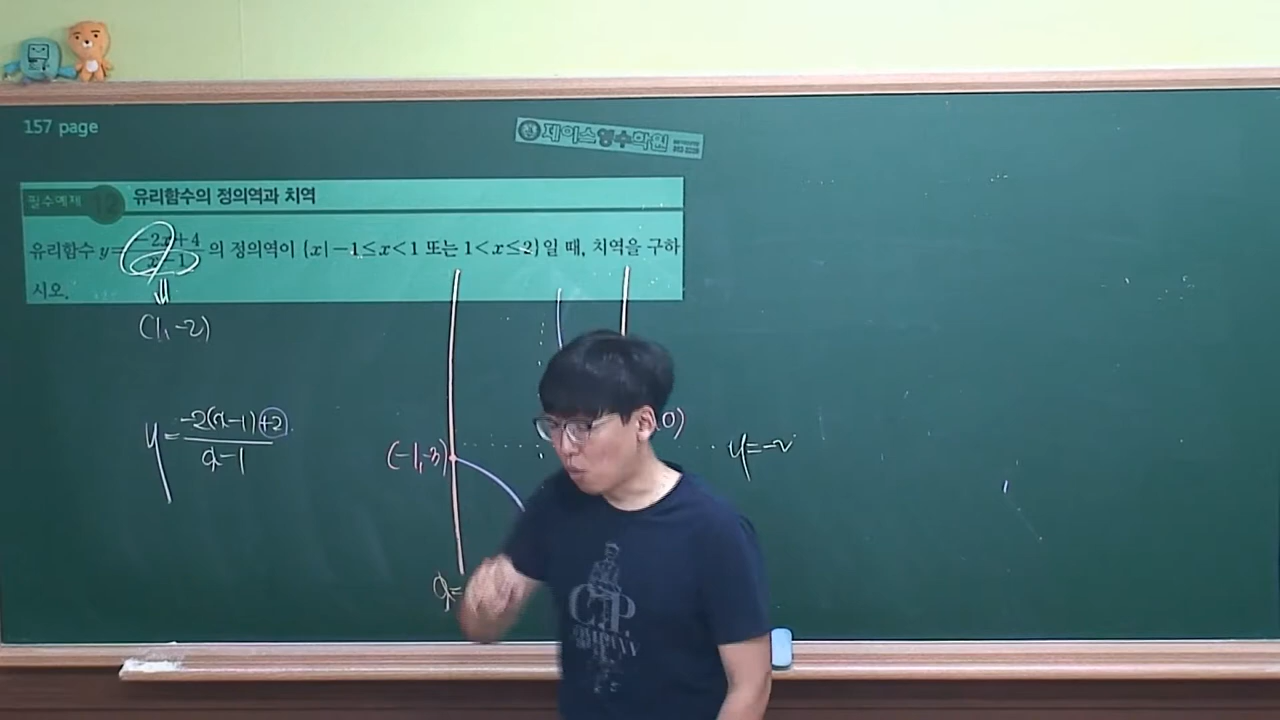 157 page
제이스영수학원
필수예제 12 유리함수의 정의역과 치역
유리함수 y=\frac{-2x+4}{x-1}의 정의역이 {x|-1≤x<1 또는 1<x≤2}일 때, 치역을 구하
시오.
(1, -2)
y=\frac{-2(x-1)+2}{x-1}
(-1, -3)
0)
y=-2
x=